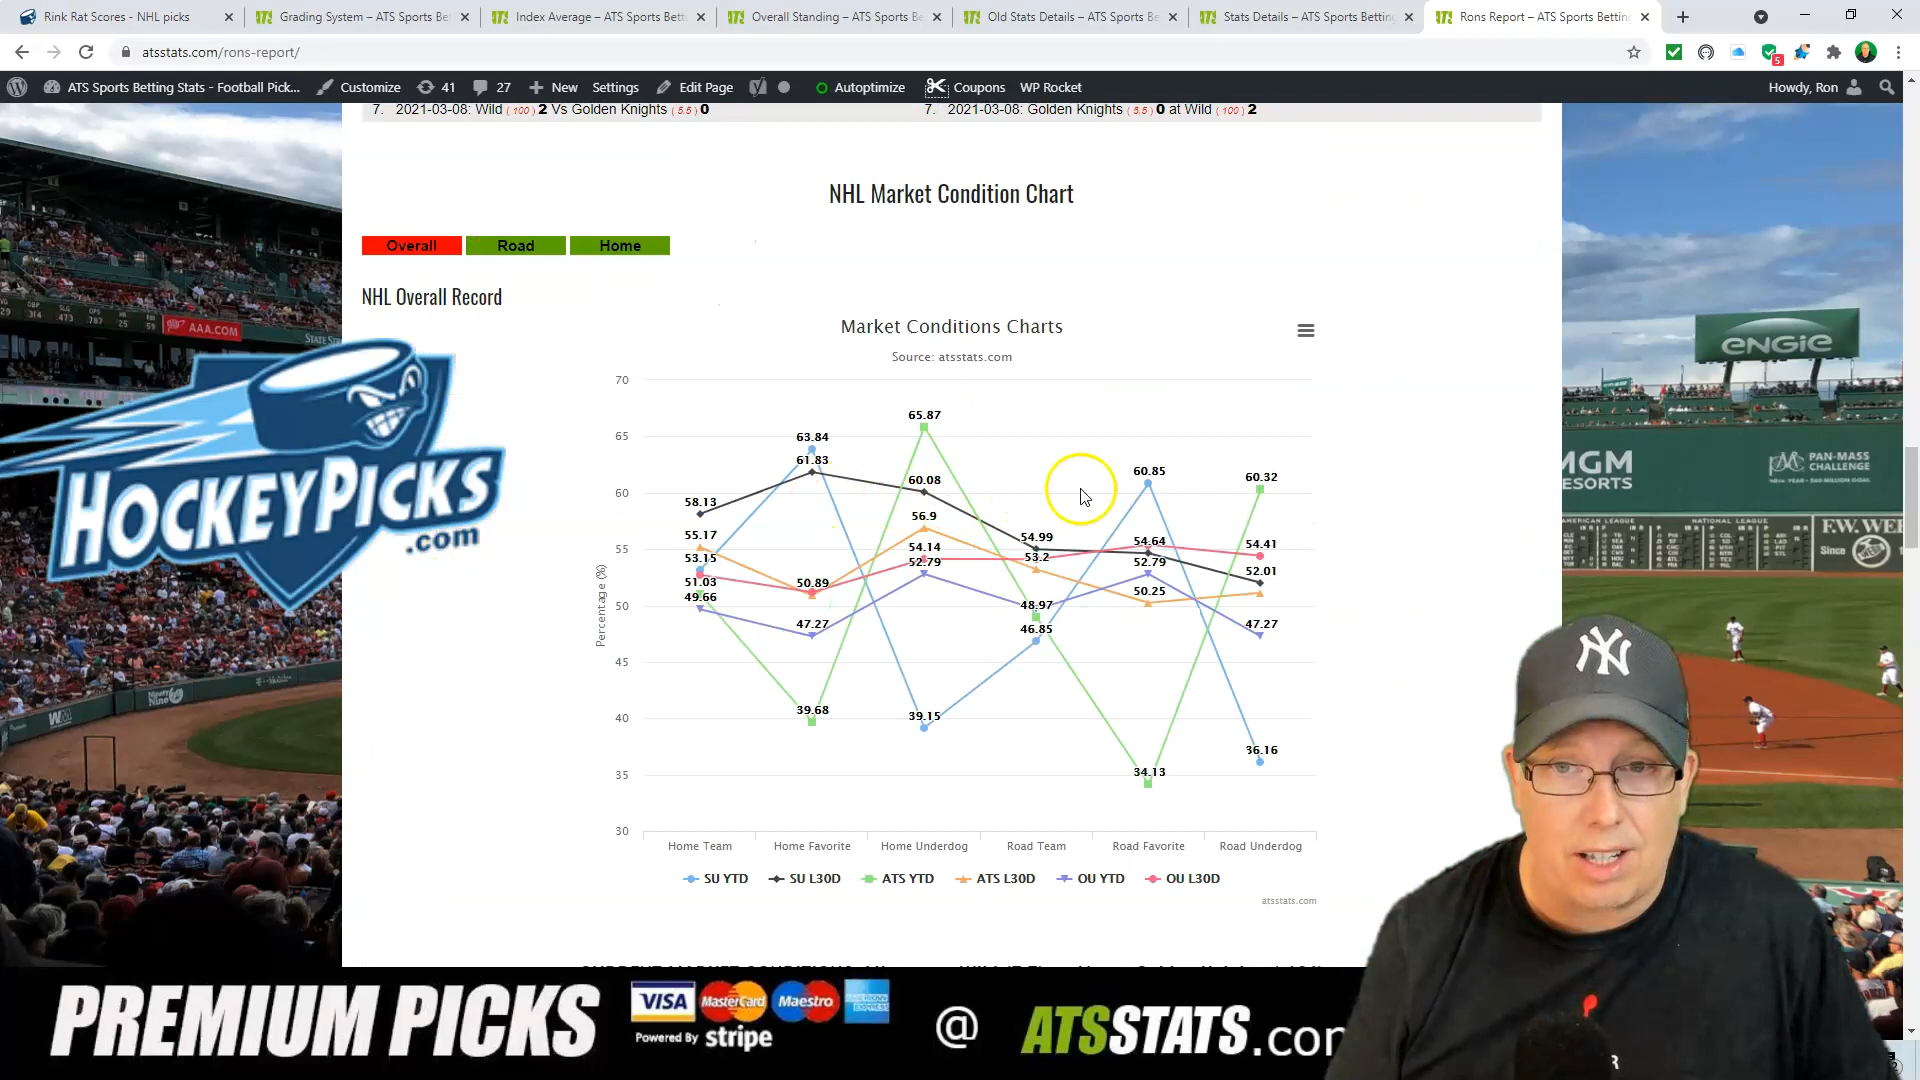 Rink Rat Scores - NHL picks
Grading System – ATS Sports Be
Index Average – ATS Sports Bett
Overall Standing – ATS Sports Be
Old Stats Details – ATS Sports Be
Stats Details – ATS Sports Betting
Rons Report – ATS Sports Betting
atsstats.com/rons-report/
5
ATS Sports Betting Stats - Football Pick... Customize 41 27 New Settings Edit Page Autoptimize Coupons WP Rocket Howdy, Ron
7. 2021-03-08: Wild ( 100 ) 2 Vs Golden Knights ( 5.5 ) 0
7. 2021-03-08: Golden Knights ( 5.5 ) 0 at Wild ( 100 ) 2
NHL Market Condition Chart
Overall Road Home
NHL Overall Record
Market Conditions Charts
Source: atsstats.com
Percentage (%)
70
65
60
55
50
45
40
35
30
58.13
55.17
53.15
51.03
49.66
63.84
61.83
50.89
47.27
39.68
65.87
60.08
56.9
54.14
52.79
39.15
54.99
53.2
48.97
46.85
60.85
54.64
52.79
50.25
34.13
60.32
54.41
52.01
47.27
36.16
Home Team Home Favorite Home Underdog Road Team Road Favorite Road Underdog
SU YTD SU L30D ATS YTD ATS L30D OU YTD OU L30D
atsstats.com
HOCKEYPICKS
.com
AAA.COM
ENGIE
MGM
RESORTS
PAN-MASS
CHALLENGE
AMERICAN LEAGUE
NATIONAL LEAGUE
F.W. WE
Since
NY
PREMIUM PICKS
VISA MasterCard Maestro AMERICAN EXPRESS
Powered By stripe
@ ATSSTATS.com